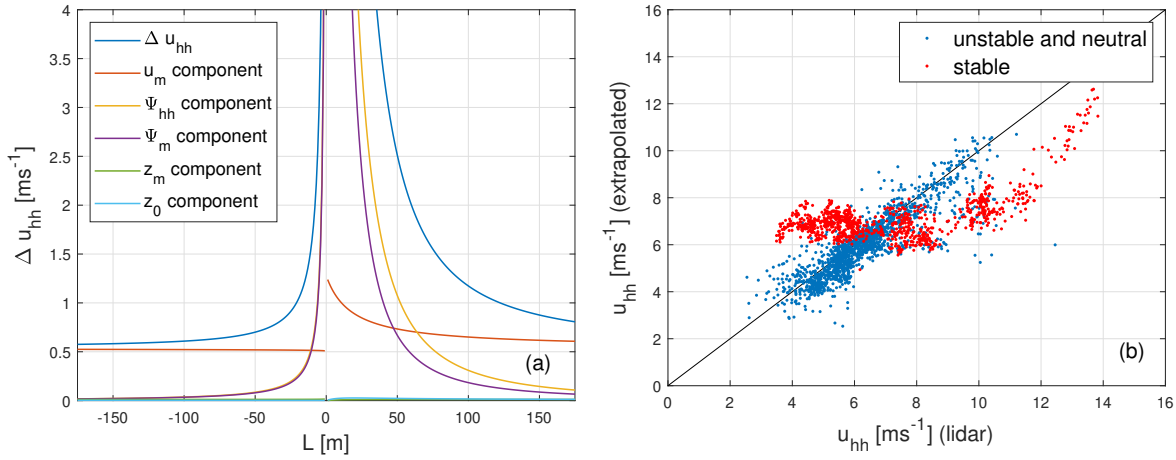 4
3.5
3
2.5
2
1.5
1
0.5
0
Δ u_hh [ms⁻¹]
Δ u_hh
u_m component
Ψ_hh component
Ψ_m component
z_m component
z_0 component
(a)
-150 -100 -50 0 50 100 150
L [m]
16
14
12
10
8
6
4
2
0
u_hh [ms⁻¹] (extrapolated)
unstable and neutral
stable
(b)
0 2 4 6 8 10 12 14 16
u_hh [ms⁻¹] (lidar)